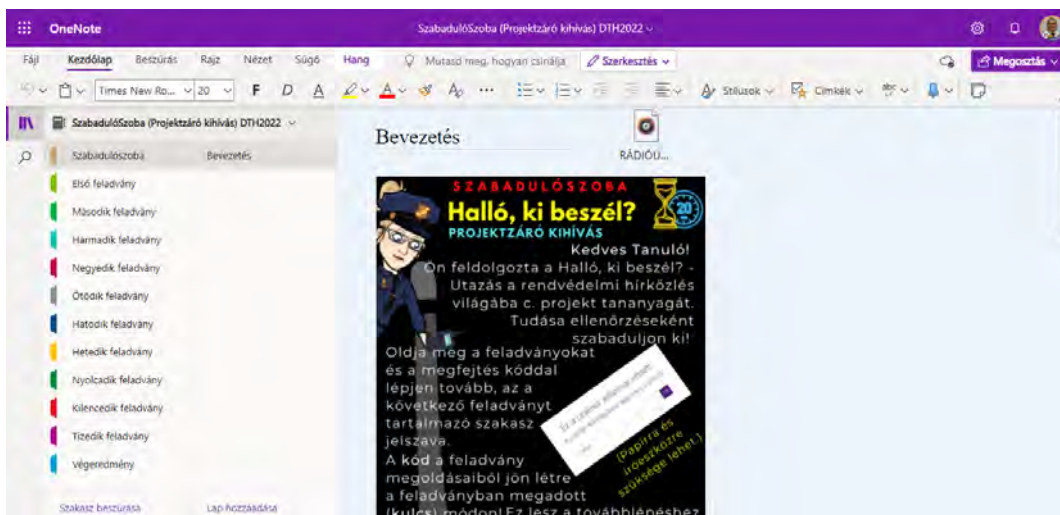 OneNote
SzabadulóSzoba (Projektzáró kihívás) DTH2022
Fájl Kezdőlap Beszúrás Rajz Nézet Súgó Hang Mutasd meg, hogyan csinálja Szerkesztés Megosztás
Times New Ro... 20 F D A Stílusok Címkék
SzabadulóSzoba (Projektzáró kihívás) DTH2022
Szabadulószoba Bevezetés
Első feladvány
Második feladvány
Harmadik feladvány
Negyedik feladvány
Ötödik feladvány
Hatodik feladvány
Hetedik feladvány
Nyolcadik feladvány
Kilencedik feladvány
Tizedik feladvány
Végeredmény
Szakasz beszúrása Lap hozzáadása
Bevezetés
RÁDIÓU...
SZABADULÓSZOBA
Halló, ki beszél?
20
PROJEKTZÁRÓ KIHÍVÁS
Kedves Tanuló!
Ön feldolgozta a Halló, ki beszél? -
Utazás a rendvédelmi hírközlés
világába c. projekt tananyagát.
Tudása ellenőrzéseként
szabaduljon ki!
Oldja meg a feladványokat
és a megfejtés kóddal
lépjen tovább, az a
következő feladványt
tartalmazó szakasz
jelszava.
(Papírra és
íróeszközre
szüksége lehet.)
A kód a feladvány
megoldásaiból jön létre
a feladványban megadott
(kulcs) módon! Ez lesz a továbblépéshez